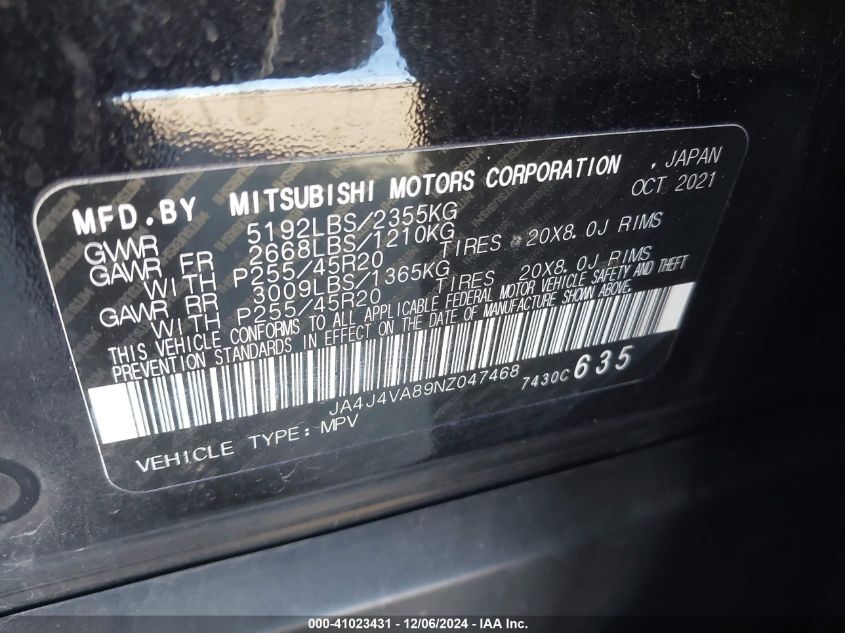 MFD.BY MITSUBISHI MOTORS CORPORATION , JAPAN
OCT 2021
GVWR 5192LBS/2355KG
GAWR FR 2668LBS/1210KG
WITH P255/45R20 TIRES 20X8.0J RIMS
GAWR RR 3009LBS/1365KG
WITH P255/45R20 TIRES 20X8.0J RIMS
THIS VEHICLE CONFORMS TO ALL APPLICABLE FEDERAL MOTOR VEHICLE SAFETY AND THEFT
PREVENTION STANDARDS IN EFFECT ON THE DATE OF MANUFACTURE SHOWN ABOVE.
JA4J4VA89NZ047468 7430C 635
VEHICLE TYPE: MPV
000-41023431 - 12/06/2024 - IAA Inc.